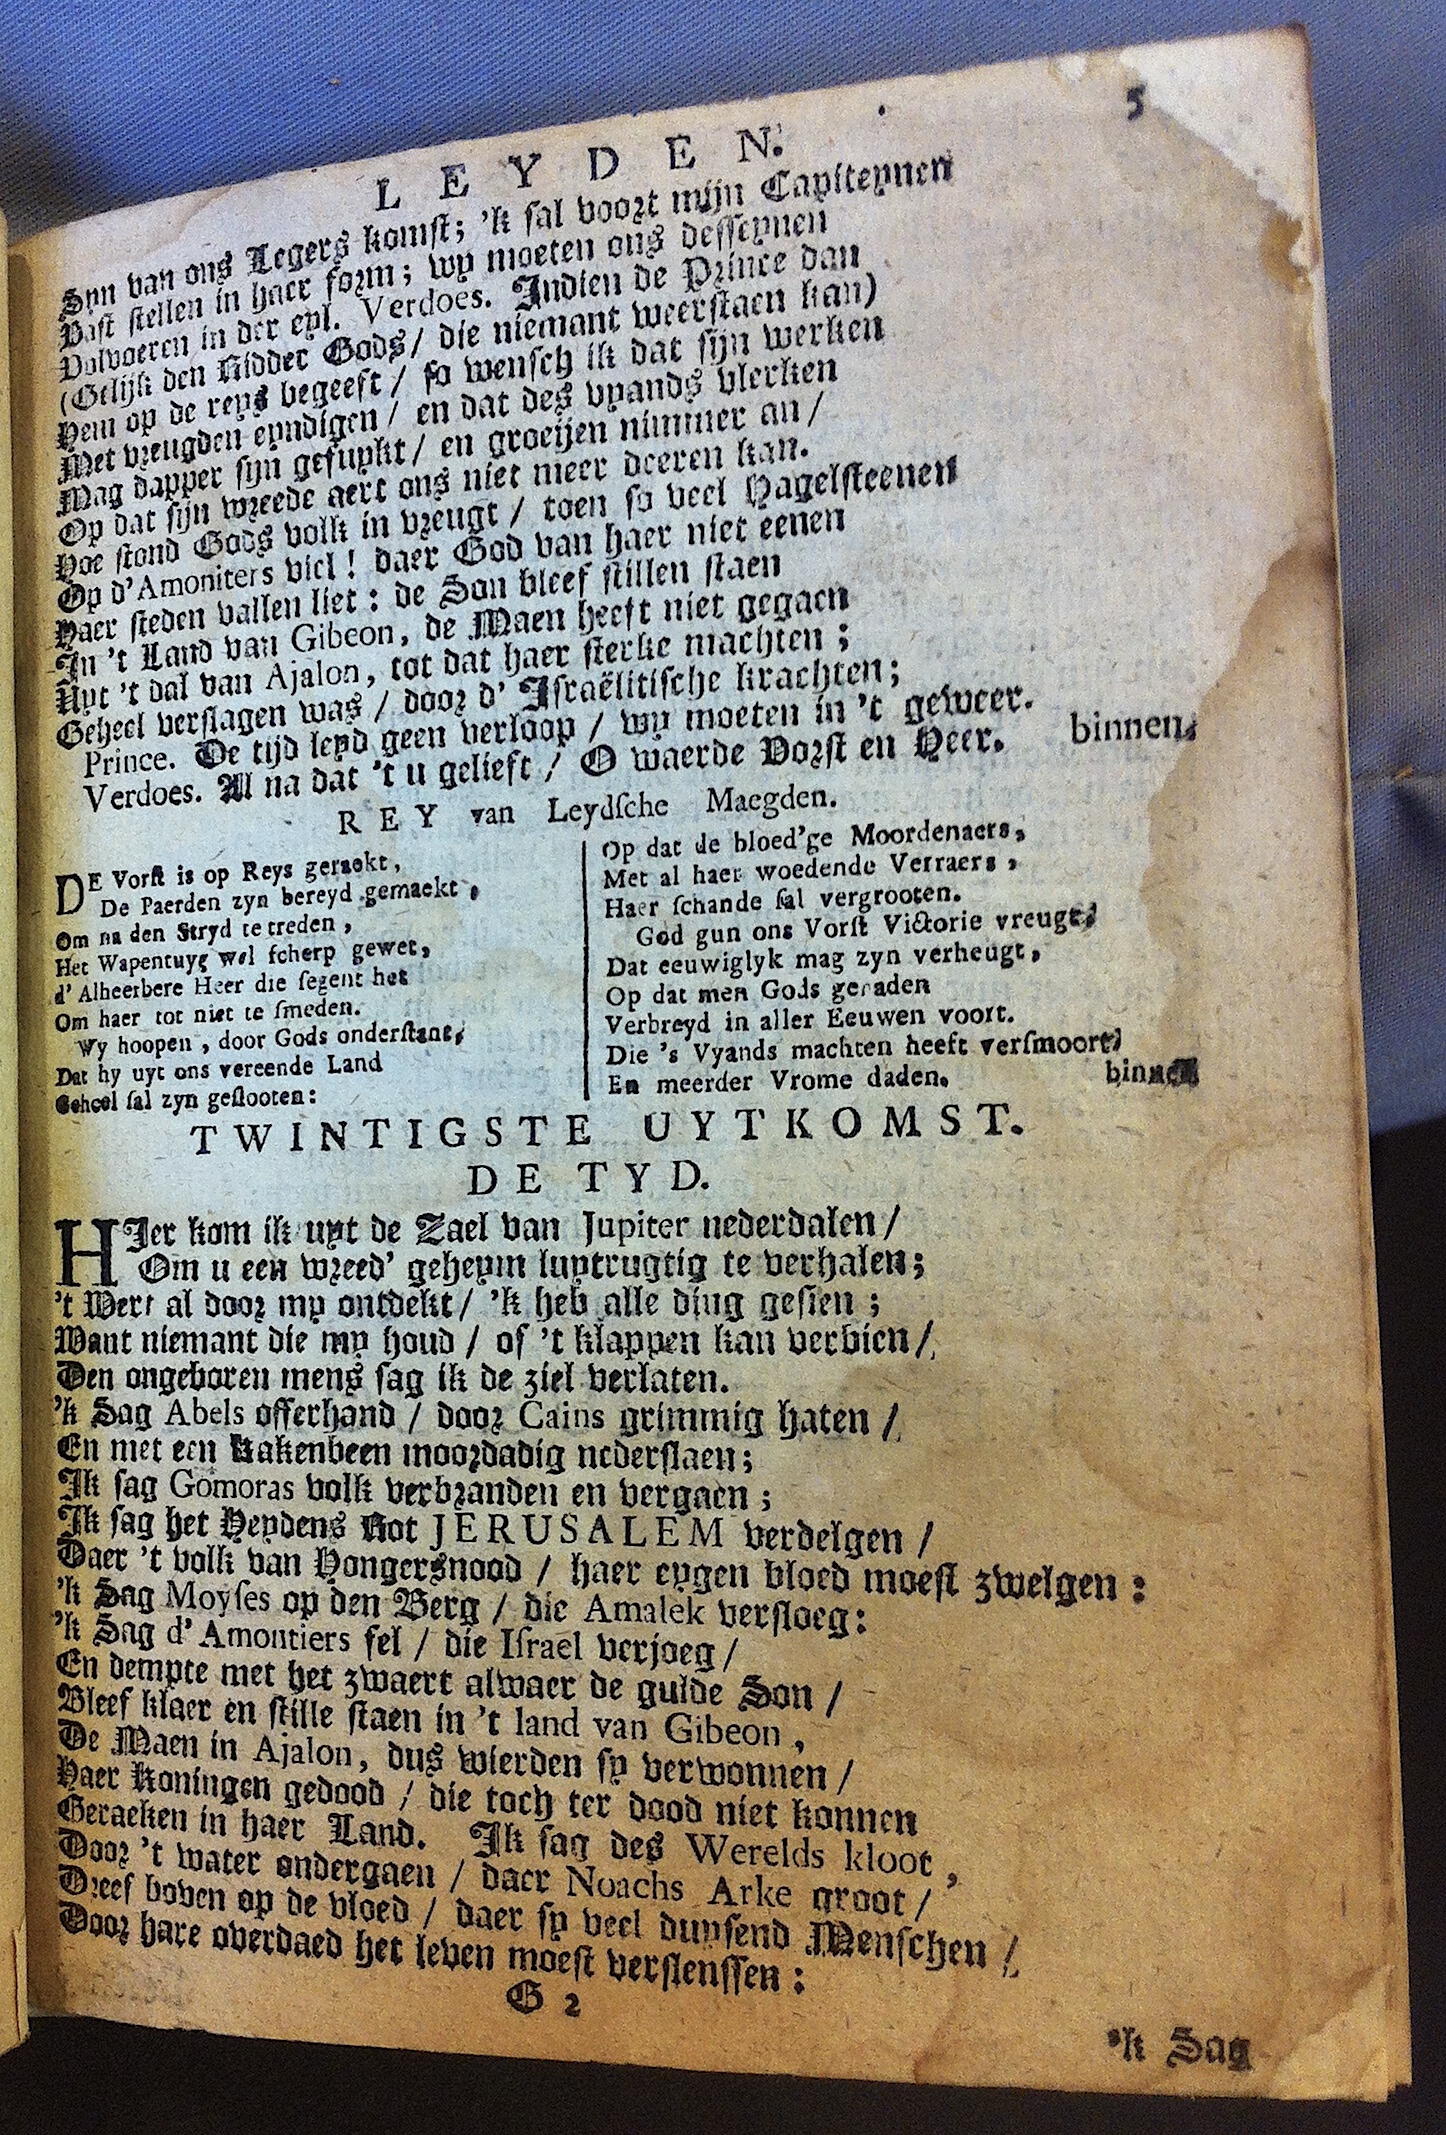 5
LEYDEN.
Syn van ons Legers komst; 'k sal voort mijn Capiteynen
Vast stellen in haer form; wy moeten ons desseynen
Volvoeren in der eyl. Verdoes. Indien de Prince dan
(Gelijk den Ridder Gods/ die niemant weerstaen kan)
Hem op de reys begeeft / so wensch ik dat sijn werken
Met vreugden eyndigen / en dat des vyands vlerken
Mag dapper sijn gefuykt / en groeijen nimmer an /
Op dat sijn wreede aert ons niet meer deeren kan.
Hoe stond Gods volk in vreugt / toen so veel Hagelsteenen
Op d'Amoniters viel! daer God van haer niet eenen
Haer steden vallen liet: de Son bleef stillen staen
In 't Land van Gibeon, de Maen heeft niet gegaen
Uyt 't dal van Ajalon, tot dat haer sterke machten;
Geheel verslagen was / door d' Israëlitische krachten;
Prince. De tijd leyd geen verloop / wy moeten in 't geweer.
Verdoes. Al na dat 't u gelieft / O waerde Vorst en Heer. binnen.
REY van Leydsche Maegden.
DE Vorst is op Reys geraekt,
De Paerden zyn bereyd gemaekt,
Om na den Stryd te treden,
Het Wapentuyg wel scherp gewet,
d' Alheerbere Heer die segent het
Om haer tot niet te smeden.
Wy hoopen, door Gods onderstant,
Dat hy uyt ons vereende Land
Geheel sal zyn geslooten:
Op dat de bloed'ge Moordenaers,
Met al haer woedende Verraers,
Haer schande sal vergrooten.
God gun ons Vorst Victorie vreugt,
Dat eeuwiglyk mag zyn verheugt,
Op dat men Gods genaden
Verbreyd in aller Eeuwen voort.
Die 's Vyands machten heeft versmoort,
En meerder Vrome daden. binnen
TWINTIGSTE UYTKOMST.
DE TYD.
HIer kom ik uyt de Zael van Jupiter nederdalen /
Om u een wreed' geheym luytrugtig te verhalen;
't Wert al door my ontdekt / 'k heb alle ding gesien;
Want niemant die my houd / of 't klappen kan verbien /
Den ongeboren mens sag ik de ziel verlaten.
'k Sag Abels offerhand / door Cains grimmig haten /
En met een Kakenbeen moordadig nederslaen;
Ik sag Gomoras volk verbranden en vergaen;
Ik sag het Heydens Rot JERUSALEM verdelgen /
Daer 't volk van Hongersnood / haer eygen bloed moest zwelgen:
'k Sag Moyses op den Berg / die Amalek versloeg:
'k Sag d' Amontiers fel / die Israel verjoeg /
En dempte met het zwaert alwaer de gulde Son /
Bleef klaer en stille staen in 't land van Gibeon,
De Maen in Ajalon, dus wierden sy verwonnen /
Haer Koningen gedood / die toch ter dood niet konnen
Geraeken in haer Land. Ik sag des Werelds kloot,
Door 't water ondergaen / daer Noachs Arke groot /
Dreef boven op de vloed / daer sy veel duysend Menschen /
Door hare overdaed het leven moest verslenssen:
G 2
'k Sag